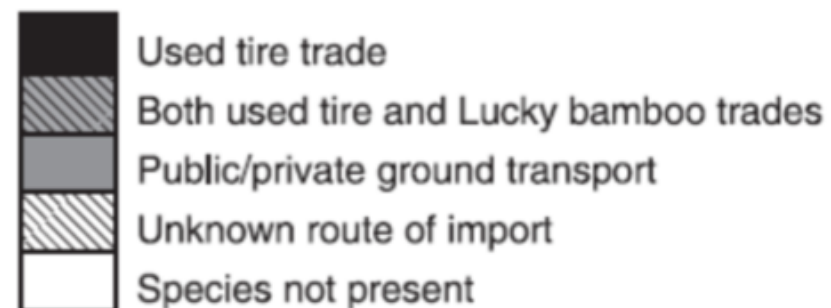 Used tire trade
Both used tire and Lucky bamboo trades
Public/private ground transport
Unknown route of import
Species not present